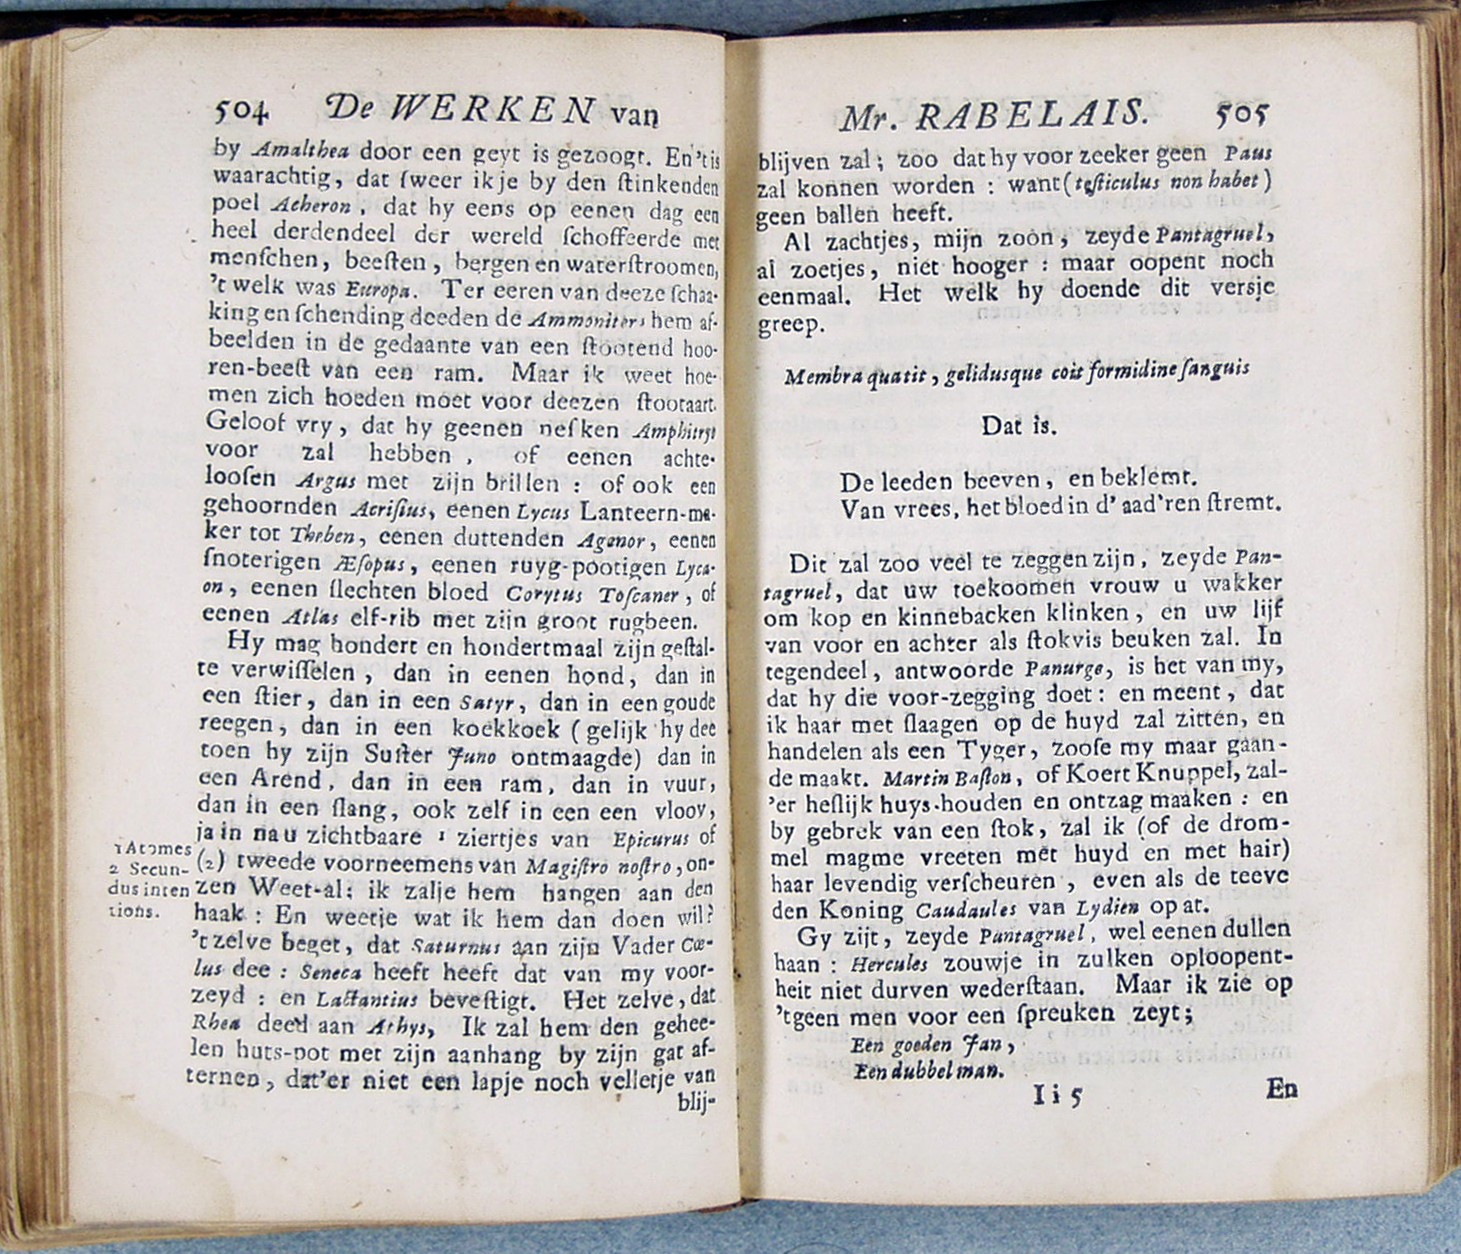 504 De WERKEN van
by Amalthea door een geyt is gezoogt. En 't is
waarachtig, dat ſweer ik je by den ſtinkenden
poel Acheron, dat hy eens op eenen dag een
heel derdendeel der wereld ſchoffeerde met
menſchen, beeſten, bergen en waterſtroomen,
't welk was Europa. Ter eeren van deeze ſchaa-
king en ſchending deeden de Ammoniters hem af-
beelden in de gedaante van een ſtootend hoo-
ren-beeſt van een ram. Maar ik weet hoe-
men zich hoeden moet voor deezen ſtootaart.
Geloof vry, dat hy geenen neſken Amphitryt
voor zal hebben, of eenen achte-
looſen Argus met zijn brillen : of ook een
gehoornden Acriſius, eenen Lycus Lanteern-ma-
ker tot Theben, eenen duttenden Agenor, eenen
ſnoterigen Æſopus, eenen ruyg-pootigen Lyca-
on, eenen ſlechten bloed Corytus Toſcaner, of
eenen Atlas elf-rib met zijn groot rugbeen.
Hy mag hondert en hondertmaal zijn geſtal-
te verwiſſelen, dan in eenen hond, dan in
een ſtier, dan in een Satyr, dan in een goude
reegen, dan in een koekkoek (gelijk hy dee
toen hy zijn Suſter Juno ontmaagde) dan in
een Arend, dan in een ram, dan in vuur,
dan in een ſlang, ook zelf in een een vloov,
ja in nau zichtbaare 1 ziertjes van Epicurus of
(2) tweede voorneemens van Magiſtro noſtro, on-
zen Weet-al: ik zalje hem hangen aan den
haak : En weetje wat ik hem dan doen wil?
't zelve beget, dat Saturnus aan zijn Vader Cœ-
lus dee : Seneca heeft heeft dat van my voor-
zeyd : en Lactantius beveſtigt. Het zelve, dat
Rhea deed aan Athys, Ik zal hem den gehee-
len huts-pot met zijn aanhang by zijn gat af-
ternen, dat'er niet een lapje noch velletje van
blij-
1 Atomes
2 Secun-
dus inten
tions.
Mr. RABELAIS. 505
blijven zal; zoo dat hy voor zeeker geen Paus
zal konnen worden : want (teſticulus non habet)
geen ballen heeft.
Al zachtjes, mijn zoon, zeyde Pantagruel,
al zoetjes, niet hooger : maar oopent noch
eenmaal. Het welk hy doende dit versje
greep.
Membra quatit, gelidusque coit formidine ſanguis
Dat is.
De leeden beeven, en beklemt.
Van vrees, het bloed in d' aad'ren ſtremt.
Dit zal zoo veel te zeggen zijn, zeyde Pan-
tagruel, dat uw toekoomen vrouw u wakker
om kop en kinnebacken klinken, en uw lijf
van voor en achter als ſtokvis beuken zal. In
tegendeel, antwoorde Panurge, is het van my,
dat hy die voor-zegging doet : en meent, dat
ik haar met ſlaagen op de huyd zal zitten, en
handelen als een Tyger, zooſe my maar gaan-
de maakt. Martin Baſton, of Koert Knuppel, zal-
'er heſlijk huys-houden en ontzag maaken : en
by gebrek van een ſtok, zal ik (of de drom-
mel magme vreeten met huyd en met hair)
haar levendig verſcheuren, even als de teeve
den Koning Caudaules van Lydien op at.
Gy zijt, zeyde Pantagruel, wel eenen dullen
haan : Hercules zouwje in zulken oploopent-
heit niet durven wederſtaan. Maar ik zie op
't geen men voor een ſpreuken zeyt;
Een goeden Jan,
Een dubbel man.
Ii 5 En